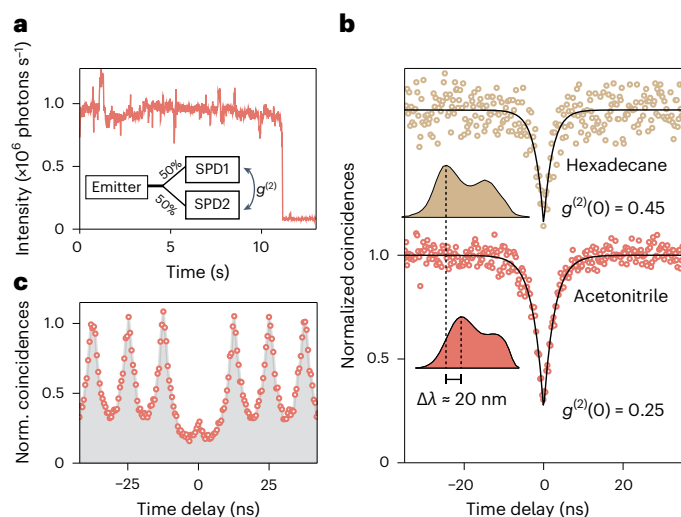 a
Intensity (×10⁶ photons s⁻¹)
1.0
0.5
0
Emitter
50%
50%
SPD1
SPD2
g⁽²⁾
0
5
10
Time (s)
b
Normalized coincidences
Hexadecane
g⁽²⁾(0) = 0.45
1.0
Acetonitrile
0.5
Δλ ≈ 20 nm
g⁽²⁾(0) = 0.25
0
−20
0
20
Time delay (ns)
c
Norm. coincidences
1.0
0.5
0
−25
0
25
Time delay (ns)